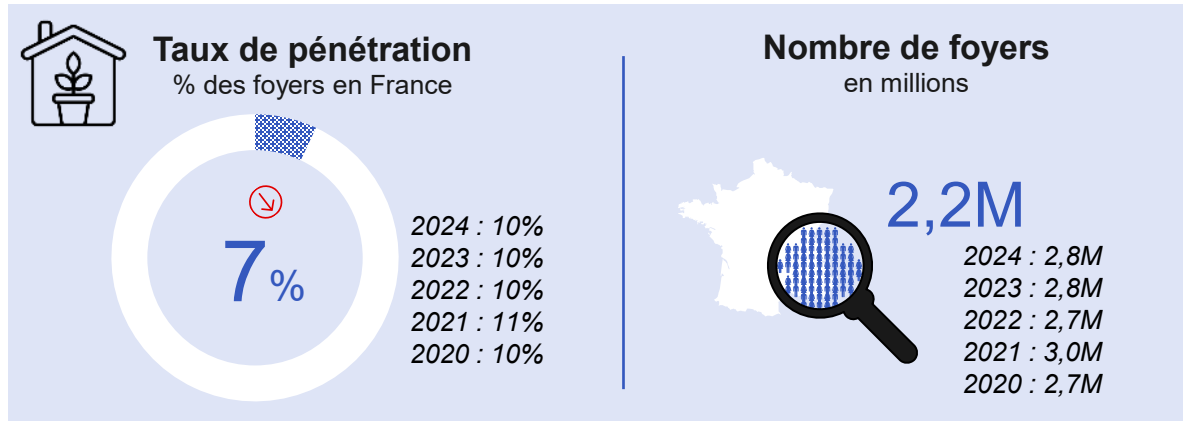 Taux de pénétration
% des foyers en France
7%
2024 : 10%
2023 : 10%
2022 : 10%
2021 : 11%
2020 : 10%
Nombre de foyers
en millions
2,2M
2024 : 2,8M
2023 : 2,8M
2022 : 2,7M
2021 : 3,0M
2020 : 2,7M